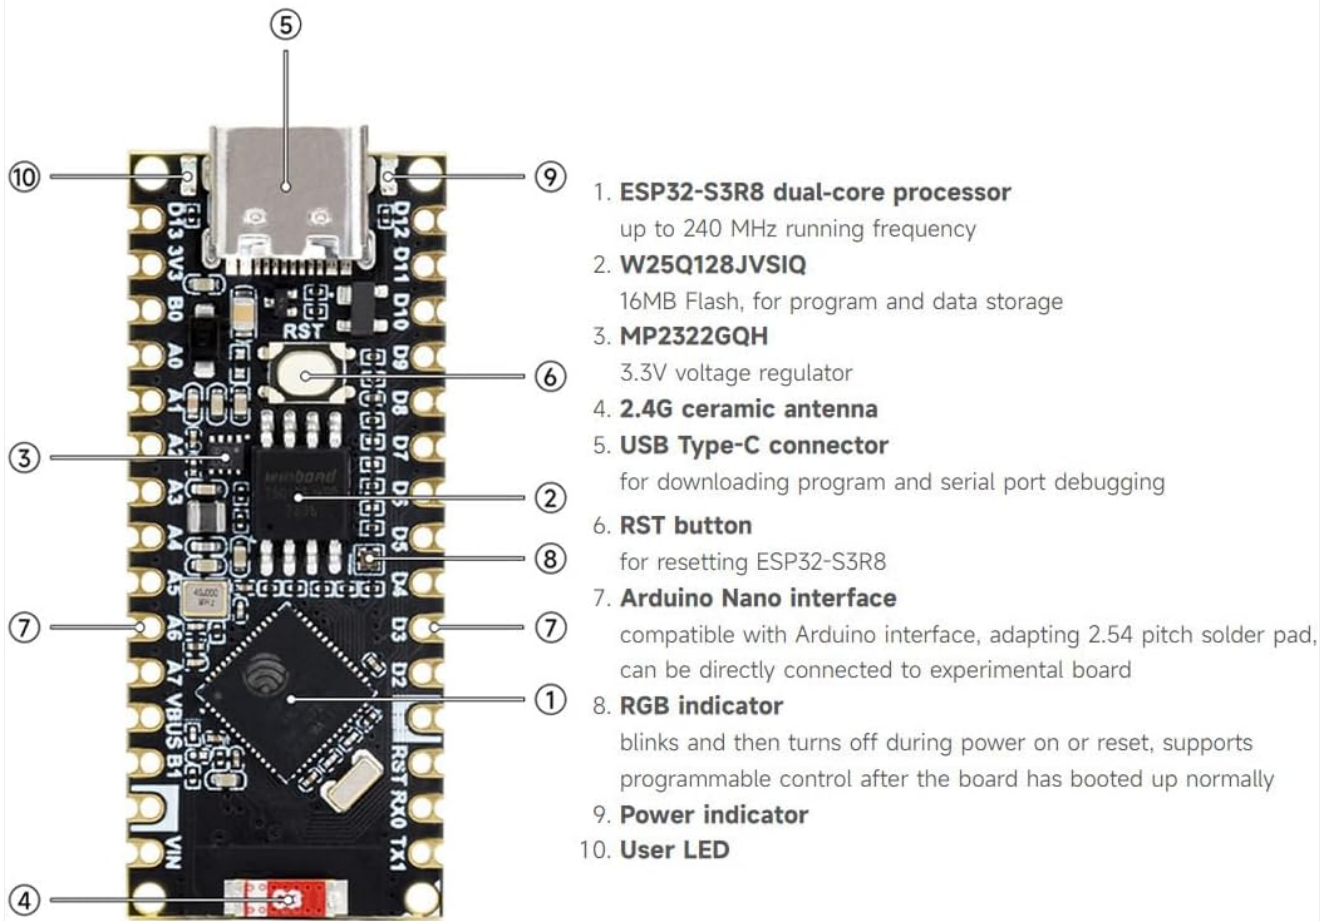 ⑤
⑩
⑨
D13
3V3
B0
A0
A1
A2
A3
A4
A5
A6
A7
VBUS
B1
VIN
D12
D11
D10
D9
D8
D7
D6
D5
D4
D3
D2
RST
RX0
TX1
RST
⑥
③
winbond
②
⑧
40.000
MHz
⑦
⑦
①
④
1. ESP32-S3R8 dual-core processor
up to 240 MHz running frequency
2. W25Q128JVSIQ
16MB Flash, for program and data storage
3. MP2322GQH
3.3V voltage regulator
4. 2.4G ceramic antenna
5. USB Type-C connector
for downloading program and serial port debugging
6. RST button
for resetting ESP32-S3R8
7. Arduino Nano interface
compatible with Arduino interface, adapting 2.54 pitch solder pad,
can be directly connected to experimental board
8. RGB indicator
blinks and then turns off during power on or reset, supports
programmable control after the board has booted up normally
9. Power indicator
10. User LED